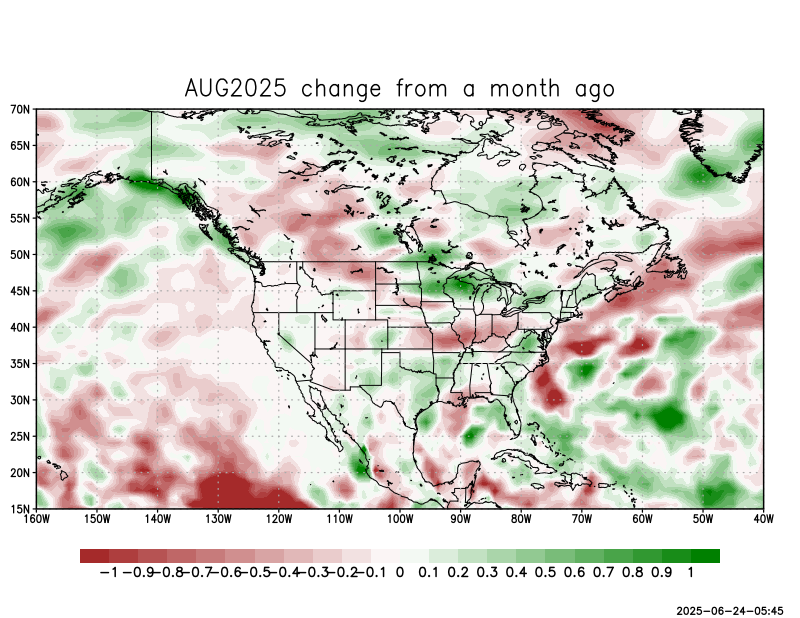 AUG2025 change from a month ago
70N
65N
60N
55N
50N
45N
40N
35N
30N
25N
20N
15N
160W 150W 140W 130W 120W 110W 100W 90W 80W 70W 60W 50W 40W
-1 -0.9 -0.8 -0.7 -0.6 -0.5 -0.4 -0.3 -0.2 -0.1 0 0.1 0.2 0.3 0.4 0.5 0.6 0.7 0.8 0.9 1
2025-06-24-05:45